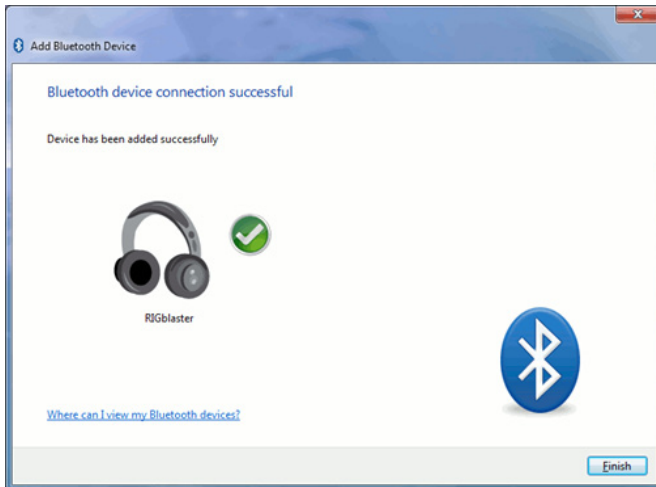 Add Bluetooth Device
Bluetooth device connection successful
Device has been added successfully
RIGblaster
Where can I view my Bluetooth devices?
Finish